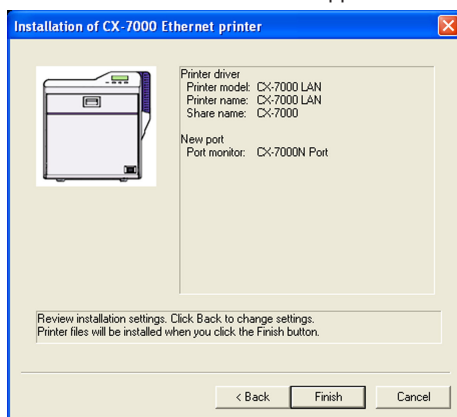 Installation of CX-7000 Ethernet printer
Printer driver
Printer model: CX-7000 LAN
Printer name: CX-7000 LAN
Share name: CX-7000
New port
Port monitor: CX-7000N Port
Review installation settings. Click Back to change settings.
Printer files will be installed when you click the Finish button.
< Back Finish Cancel